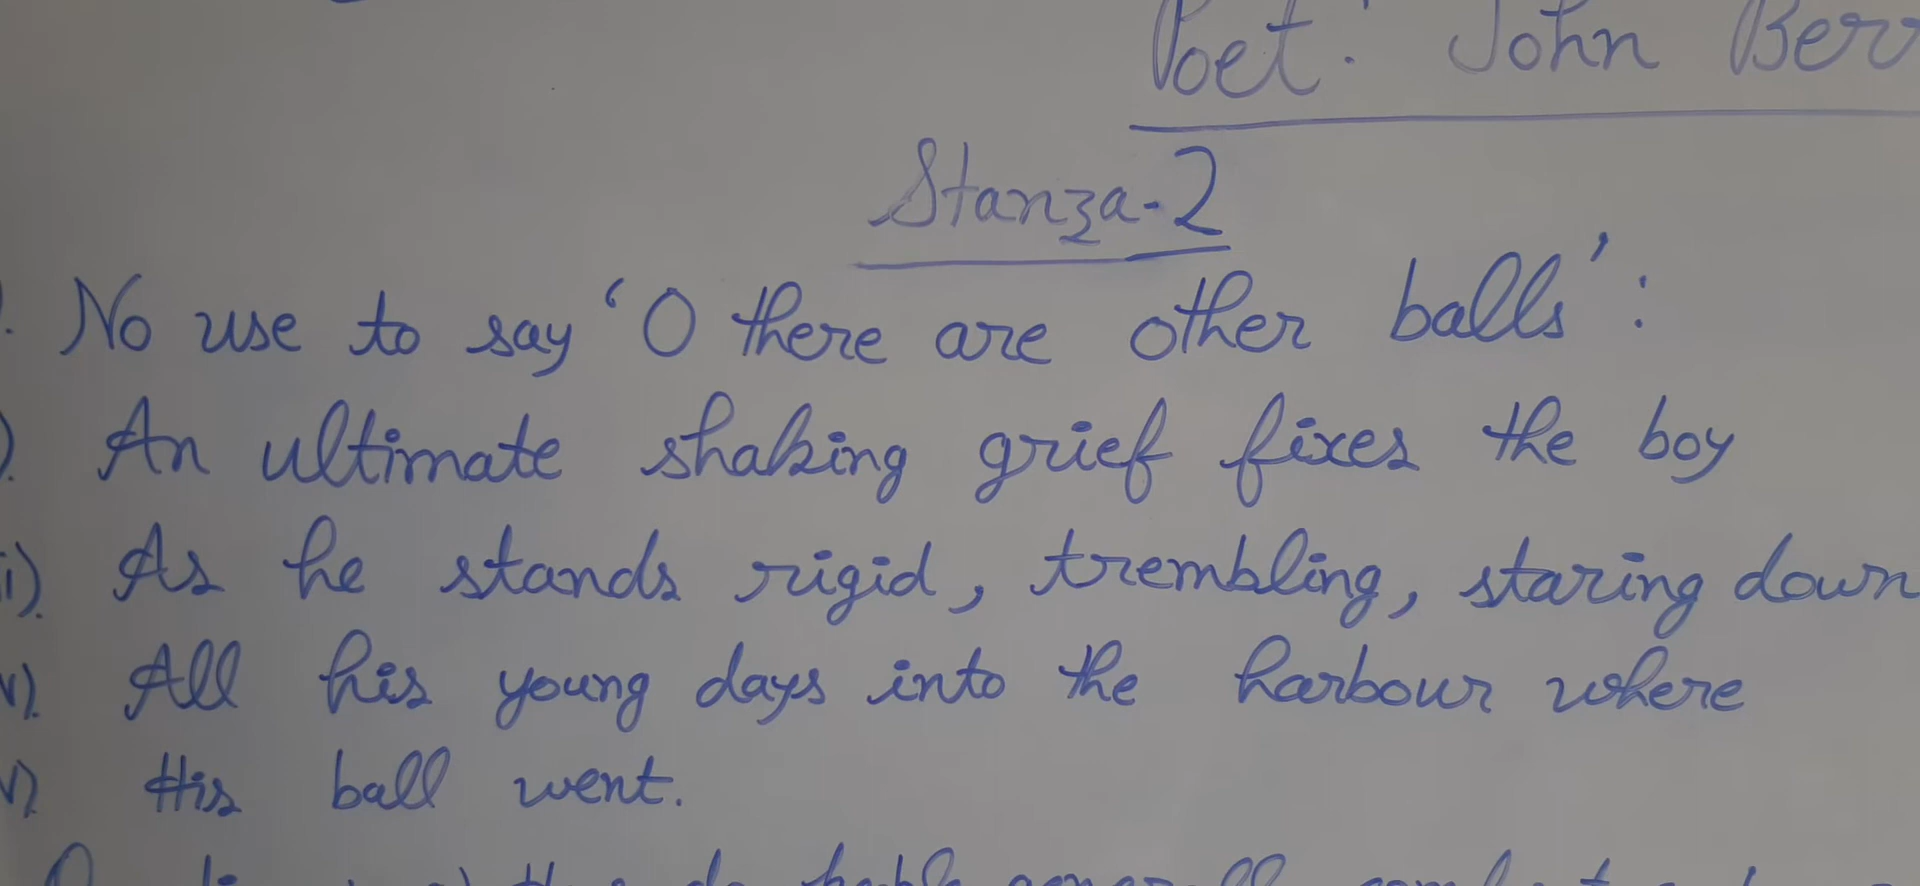 Poet: John Berr
Stanza-2
No use to say 'O there are other balls':
An ultimate shaking grief fixes the boy
i) As he stands rigid, trembling, staring down
v) All his young days into the harbour where
v) His ball went.